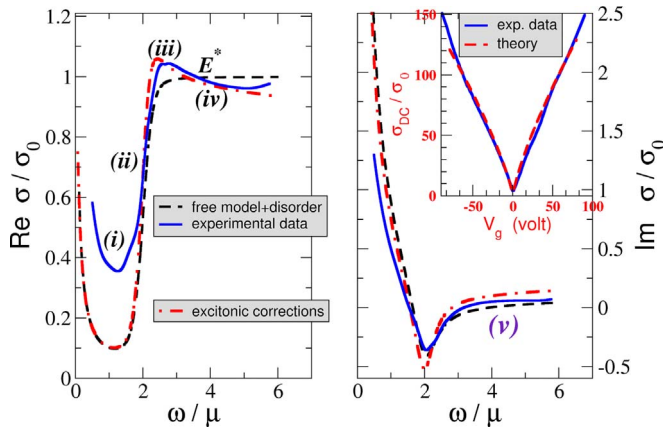 1.2
1
0.8
0.6
0.4
0.2
0
Re σ/σ₀
(i)
(ii)
(iii)
E*
(iv)
free model+disorder
experimental data
excitonic corrections
0 2 4 6
ω/μ
150
100
50
0
σ_DC / σ₀
exp. data
theory
-50 0 50 100
V_g (volt)
(v)
2.5
2
1.5
1
0.5
0
-0.5
Im σ/σ₀
0 2 4 6
ω/μ